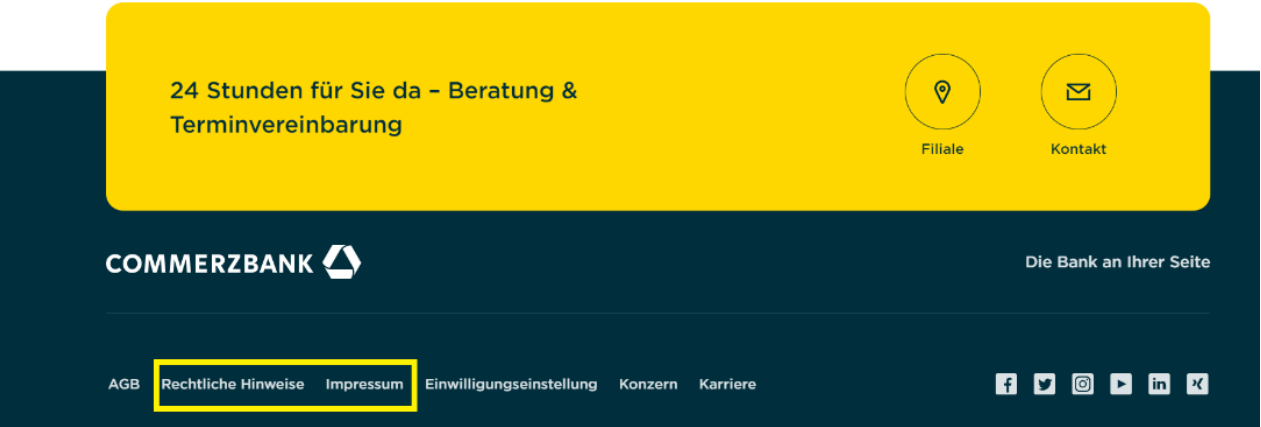 24 Stunden für Sie da – Beratung &
Terminvereinbarung
Filiale
Kontakt
COMMERZBANK
Die Bank an Ihrer Seite
AGB Rechtliche Hinweise Impressum Einwilligungseinstellung Konzern Karriere